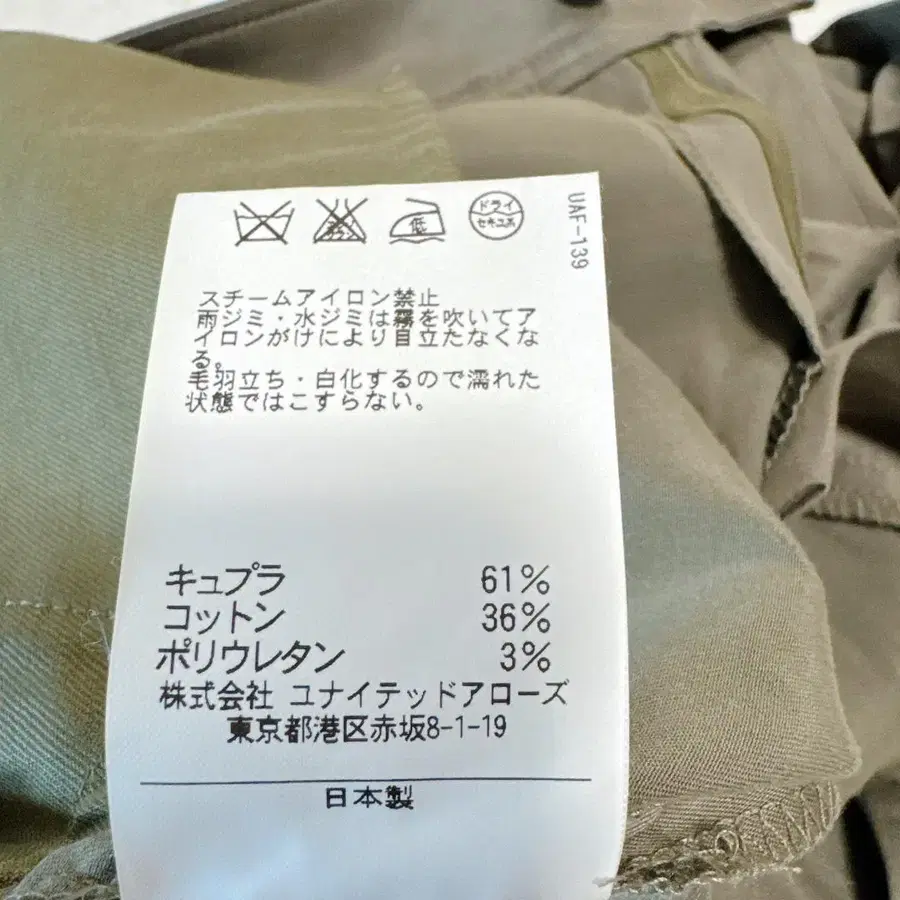 低
ドライ
セキユ系
UAF-139
スチームアイロン禁止
雨ジミ・水ジミは霧を吹いてア
イロンがけにより目立たなくな
る。
毛羽立ち・白化するので濡れた
状態ではこすらない。
キュプラ 61%
コットン 36%
ポリウレタン 3%
株式会社 ユナイテッドアローズ
東京都港区赤坂8-1-19
日本製